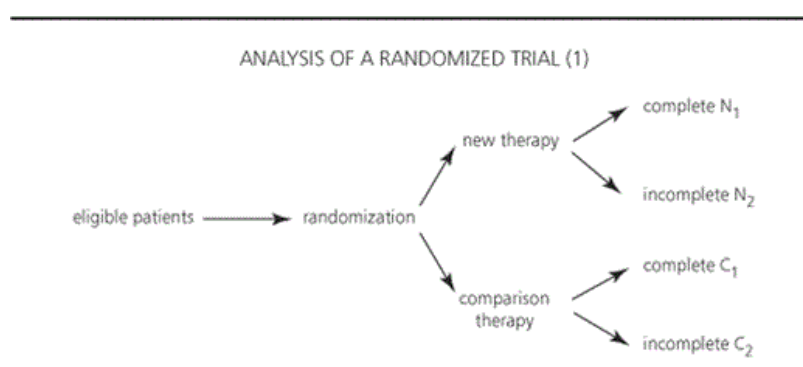 ANALYSIS OF A RANDOMIZED TRIAL (1)
complete N₁
new therapy
incomplete N₂
eligible patients
randomization
complete C₁
comparison
therapy
incomplete C₂